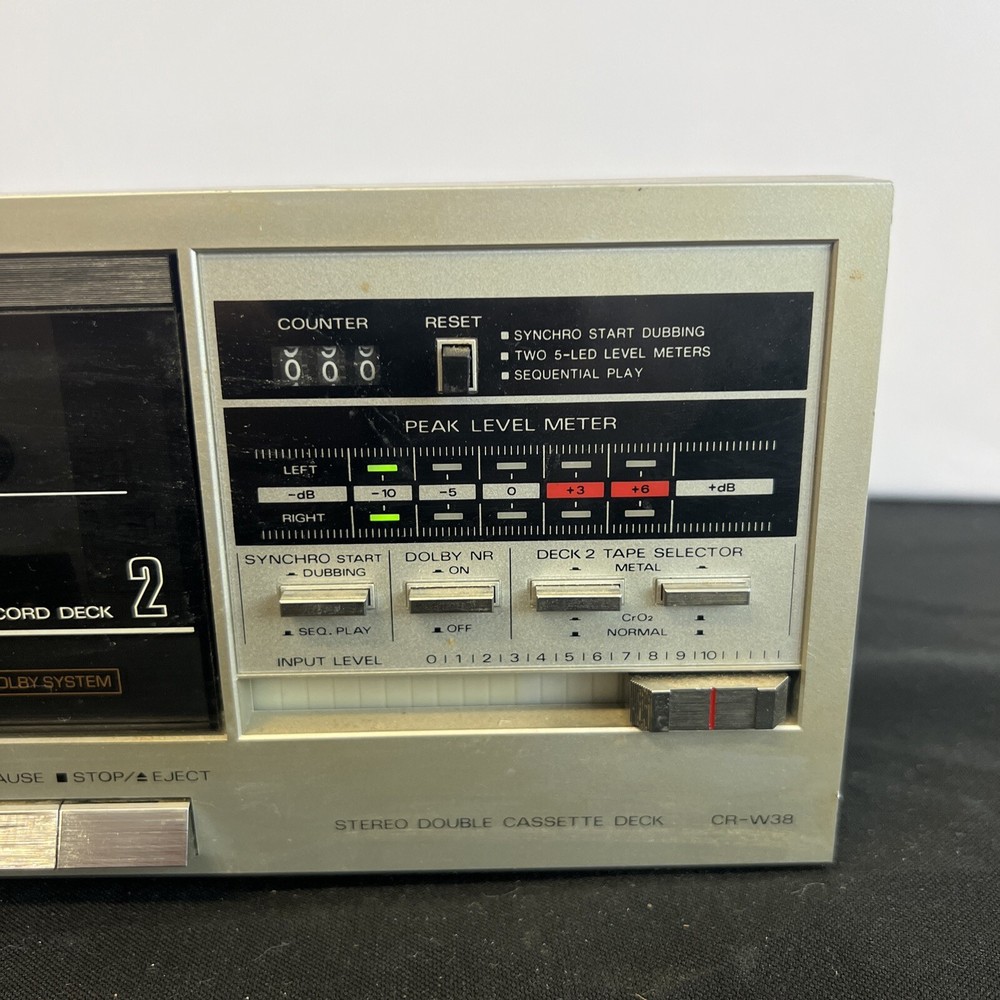 COUNTER
RESET
000
SYNCHRO START DUBBING
TWO 5-LED LEVEL METERS
SEQUENTIAL PLAY
PEAK LEVEL METER
LEFT
-dB -10 -5 0 +3 +6 +dB
RIGHT
SYNCHRO START
DUBBING
SEQ. PLAY
DOLBY NR
ON
OFF
DECK 2 TAPE SELECTOR
METAL
CrO2
NORMAL
INPUT LEVEL 0 1 2 3 4 5 6 7 8 9 10
CORD DECK 2
OLBY SYSTEM
AUSE ■ STOP/⏏ EJECT
STEREO DOUBLE CASSETTE DECK CR-W38